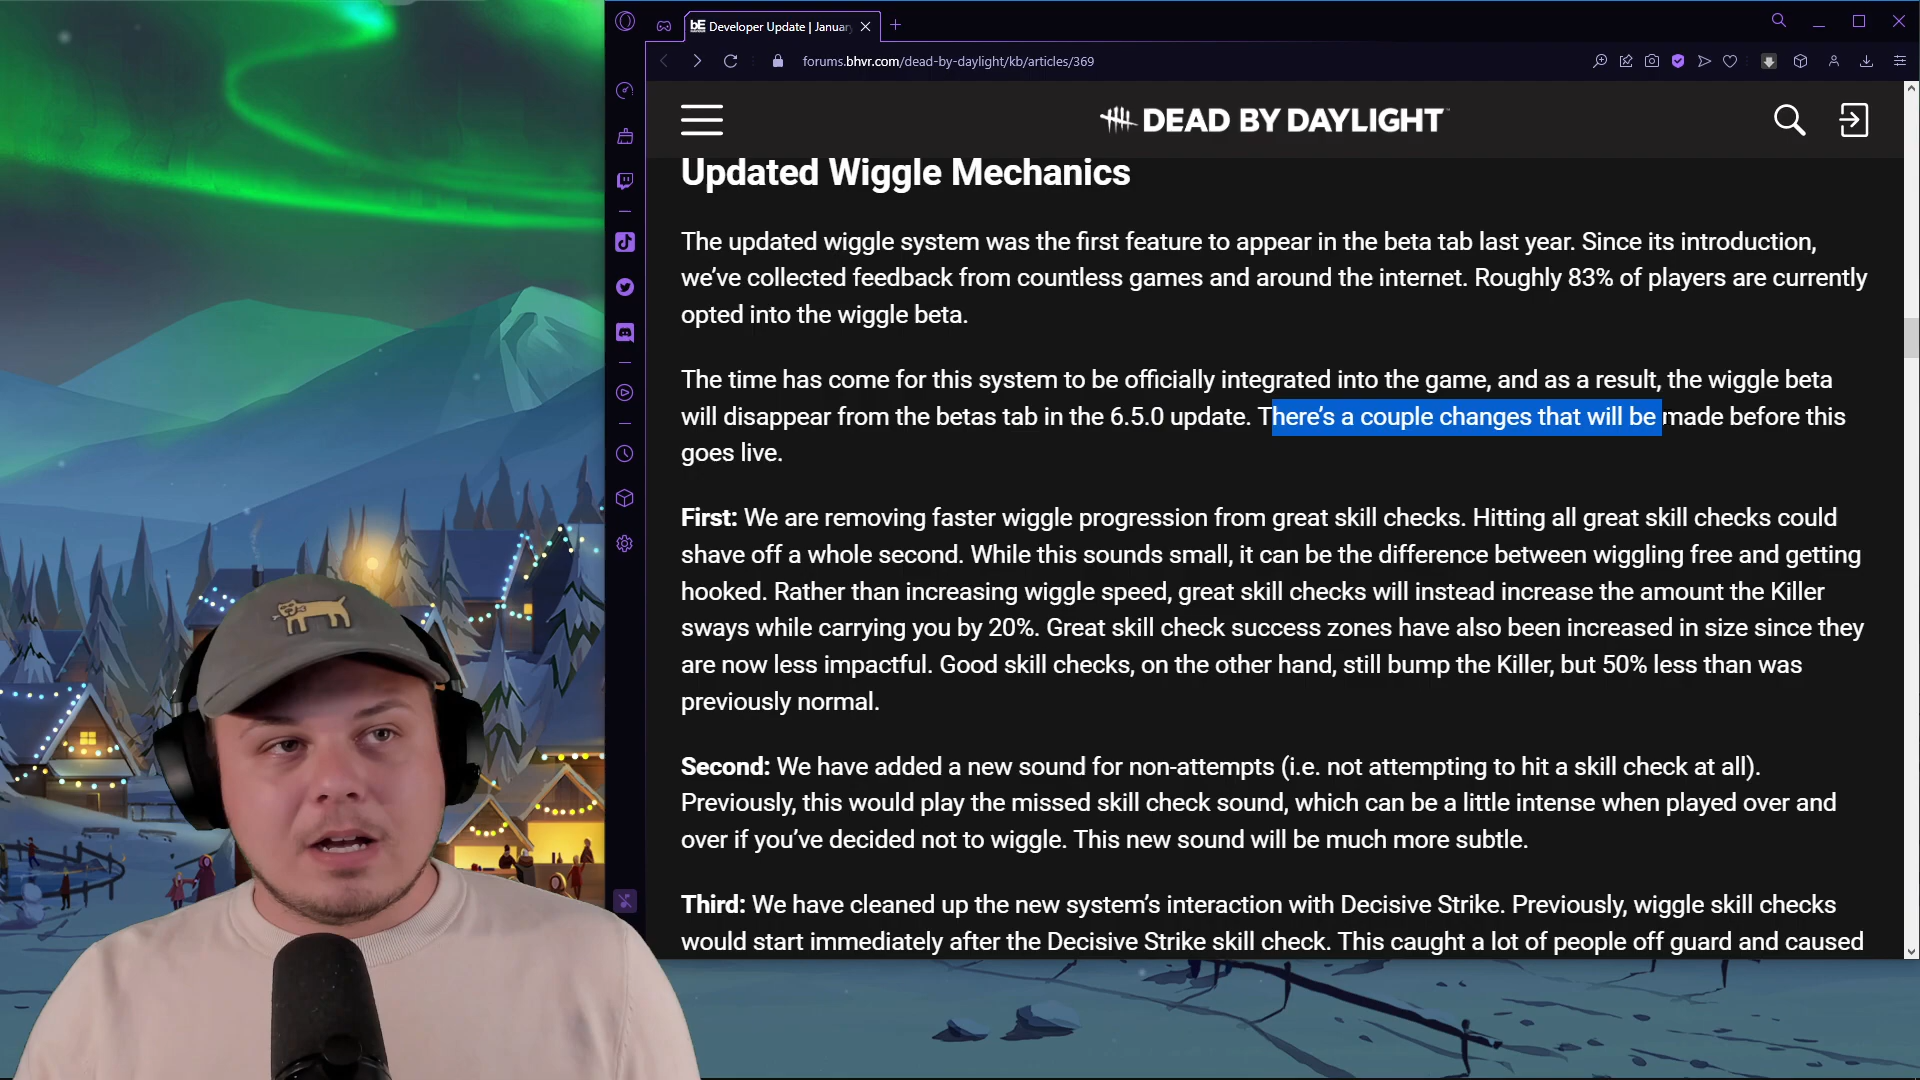 bE Developer Update | Januar
forums.bhvr.com/dead-by-daylight/kb/articles/369
DEAD BY DAYLIGHT
Updated Wiggle Mechanics
The updated wiggle system was the first feature to appear in the beta tab last year. Since its introduction,
we've collected feedback from countless games and around the internet. Roughly 83% of players are currently
opted into the wiggle beta.
The time has come for this system to be officially integrated into the game, and as a result, the wiggle beta
will disappear from the betas tab in the 6.5.0 update. There's a couple changes that will be made before this
goes live.
First: We are removing faster wiggle progression from great skill checks. Hitting all great skill checks could
shave off a whole second. While this sounds small, it can be the difference between wiggling free and getting
hooked. Rather than increasing wiggle speed, great skill checks will instead increase the amount the Killer
sways while carrying you by 20%. Great skill check success zones have also been increased in size since they
are now less impactful. Good skill checks, on the other hand, still bump the Killer, but 50% less than was
previously normal.
Second: We have added a new sound for non-attempts (i.e. not attempting to hit a skill check at all).
Previously, this would play the missed skill check sound, which can be a little intense when played over and
over if you've decided not to wiggle. This new sound will be much more subtle.
Third: We have cleaned up the new system's interaction with Decisive Strike. Previously, wiggle skill checks
would start immediately after the Decisive Strike skill check. This caught a lot of people off guard and caused